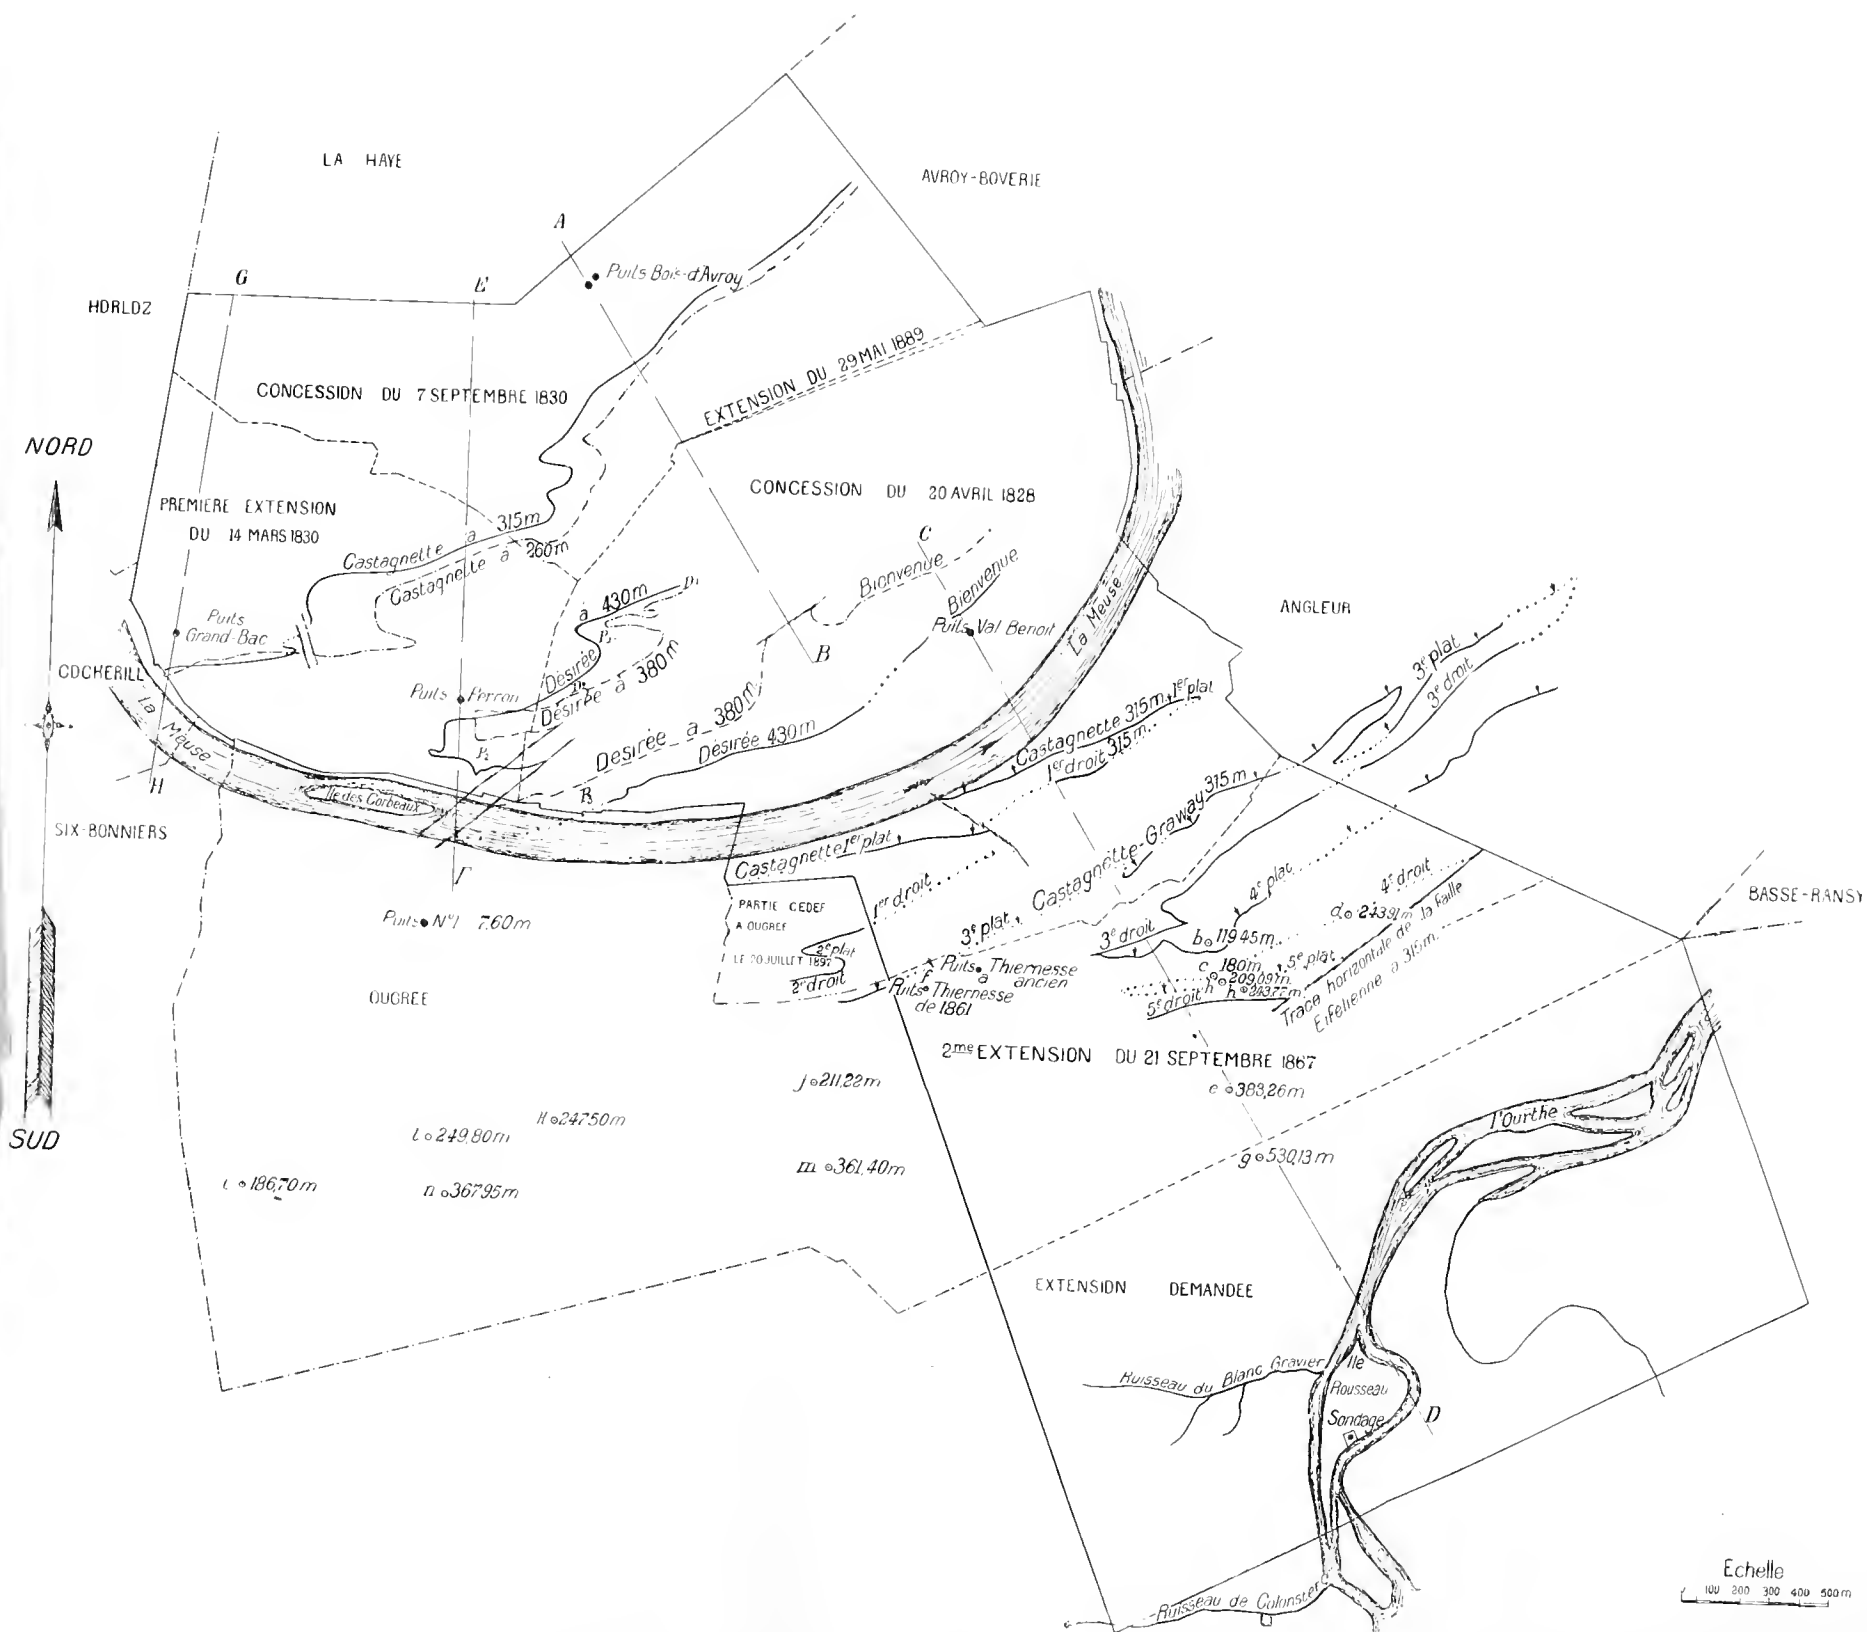 LA HAYE
AVROY-BOVERIE
A
Puits Bois-d'Avroy
G
E
HORLOZ
EXTENSION DU 29 MAI 1889
CONCESSION DU 7 SEPTEMBRE 1830
NORD
CONCESSION DU 20 AVRIL 1828
PREMIERE EXTENSION
DU 14 MARS 1830
Castagnette à 315m
Castagnette à 260m
C
Bienvenue
Bienvenue
à 430m
Puits
Grand-Bac
Puits Val Benoit
La Meuse
ANGLEUR
B
COCKERILL
Puits Perron
Désirée
Désirée à 380m
P2
3e plat
3e droit
La Meuse
Désirée à 380m
Désirée 430m
Castagnette 315m 1er plat
1er droit 315m
H
Ile des Corbeaux
B
Castagnette-Graway 315m
SIX-BONNIERS
Castagnette 1er plat
F
1er droit
4e plat
4e droit
BASSE-RANSY
PARTIE CEDEE
A OUGREE
LE 20 JUILLET 1897
2e plat
2e droit
Puits N°1 7.60m
3e plat
3e droit
b 119.45m
d 243.91m
c 180m
5e plat
209,09m
h
5e droit
Puits Thiernesse
a ancien
f
Puits Thiernesse
de 1861
Trace horizontale de la faille
Eifelienne à 315m
OUGREE
2me EXTENSION DU 21 SEPTEMBRE 1867
j 211,22m
e 383,26m
l'Ourthe
247.50m
249,80m
SUD
m 361,40m
g 530,13m
186,70m
n 367.95m
EXTENSION DEMANDEE
Ruisseau du Blanc Gravier
Ile
Rousseau
Sondage
D
Ruisseau de Colonster
Echelle
100 200 300 400 500m